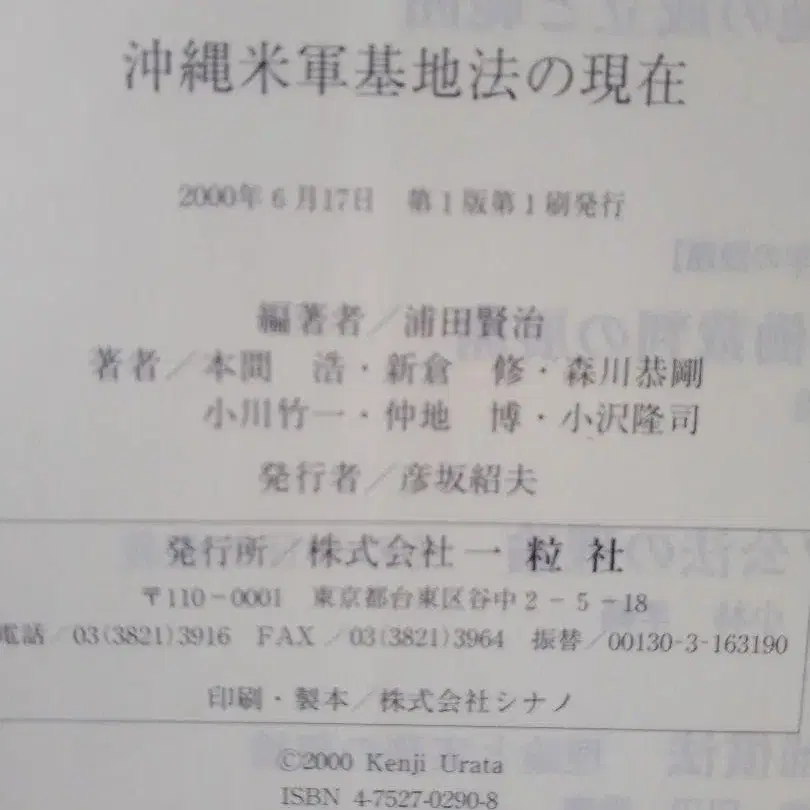 沖縄米軍基地法の現在
2000年6月17日 第1版第1刷発行
編著者/浦田賢治
著者/本間 浩・新倉 修・森川恭剛
小川竹一・仲地 博・小沢隆司
発行者/彦坂紹夫
発行所/株式会社一粒社
〒110-0001 東京都台東区谷中2-5-18
電話/03(3821)3916 FAX/03(3821)3964 振替/00130-3-163190
印刷・製本/株式会社シナノ
©2000 Kenji Urata
ISBN 4-7527-0290-8